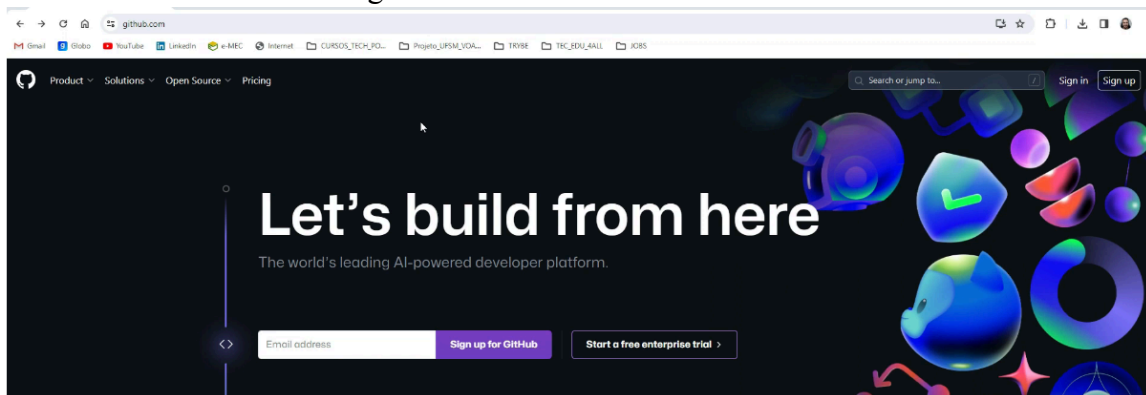 github.com
Gmail Globo YouTube LinkedIn e-MEC Internet CURSOS_TECH_PO... Projeto_UFSM_VOA... TRYBE TEC_EDU_4ALL JOBS
Product Solutions Open Source Pricing Search or jump to... / Sign in Sign up
Let's build from here
The world's leading AI-powered developer platform.
Email address Sign up for GitHub Start a free enterprise trial >